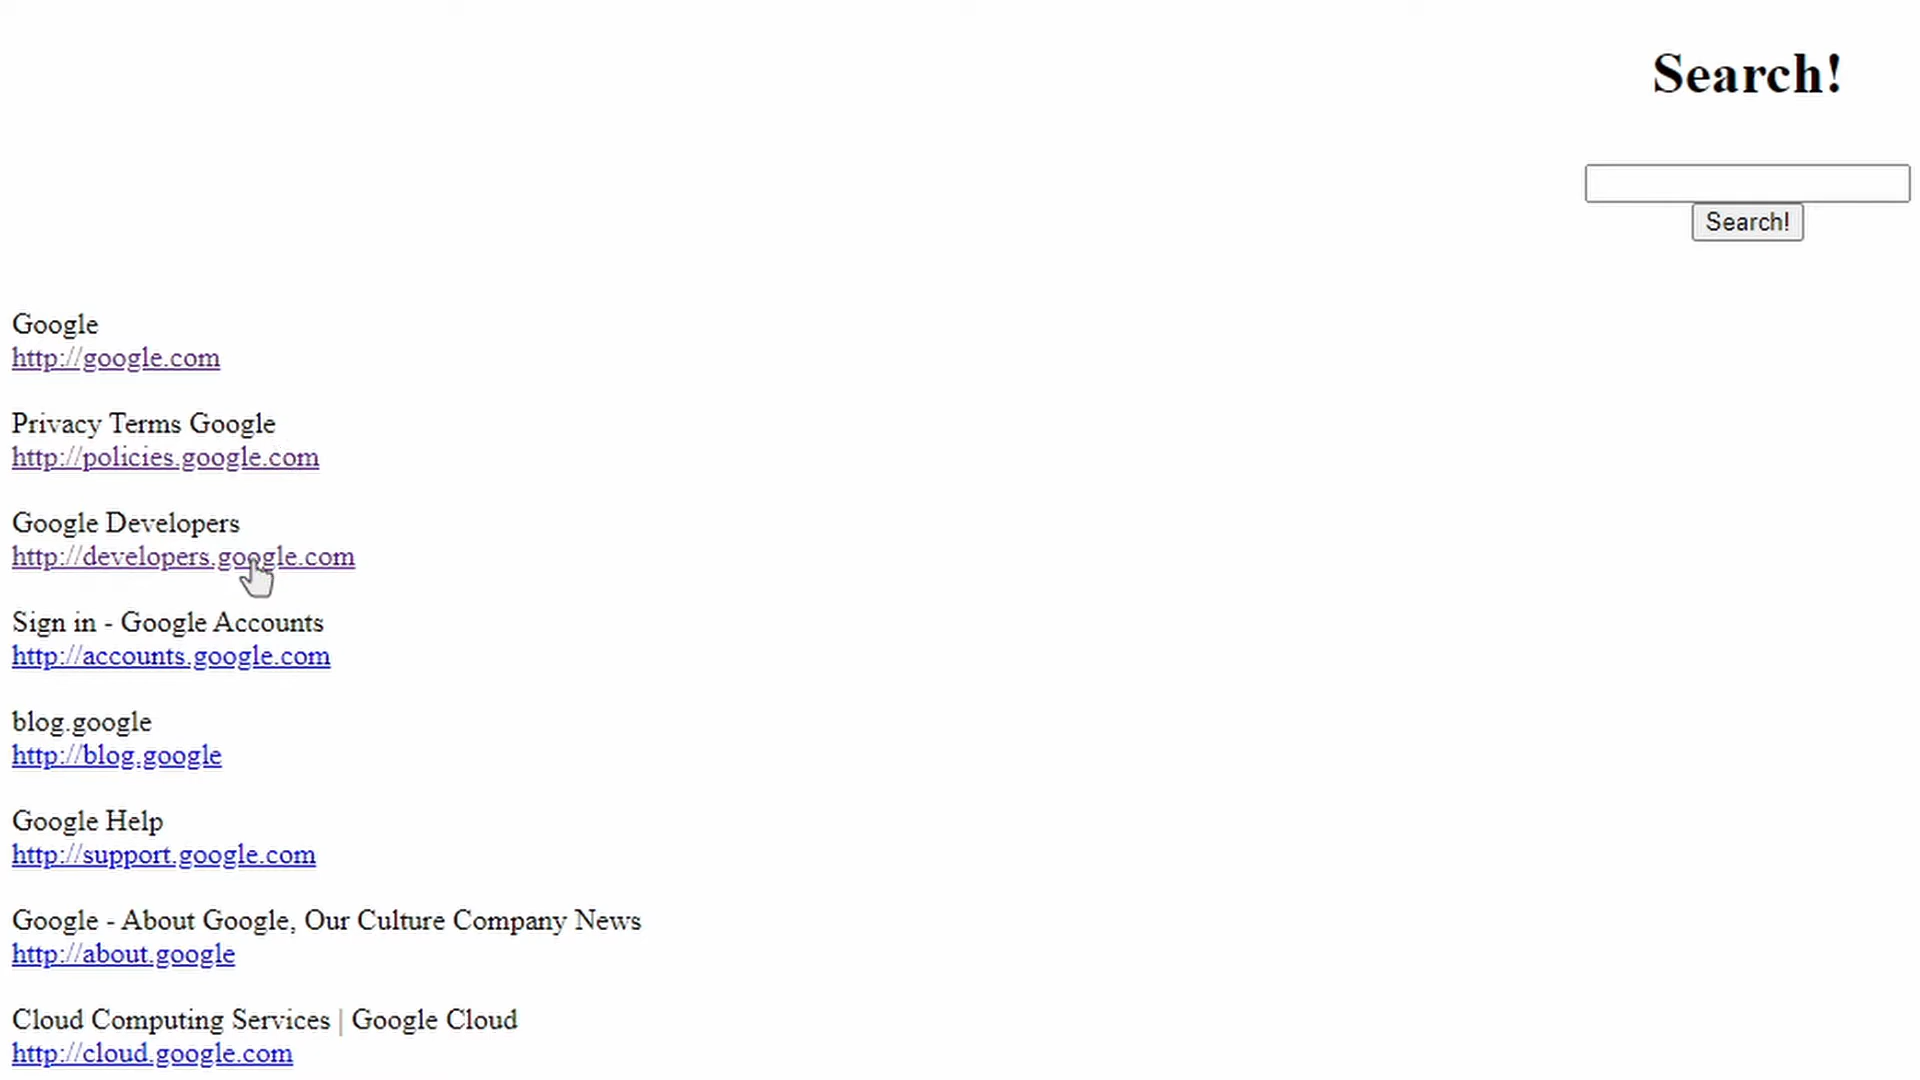 Search!
Search!
Google
http://google.com
Privacy Terms Google
http://policies.google.com
Google Developers
http://developers.google.com
Sign in - Google Accounts
http://accounts.google.com
blog.google
http://blog.google
Google Help
http://support.google.com
Google - About Google, Our Culture Company News
http://about.google
Cloud Computing Services | Google Cloud
http://cloud.google.com